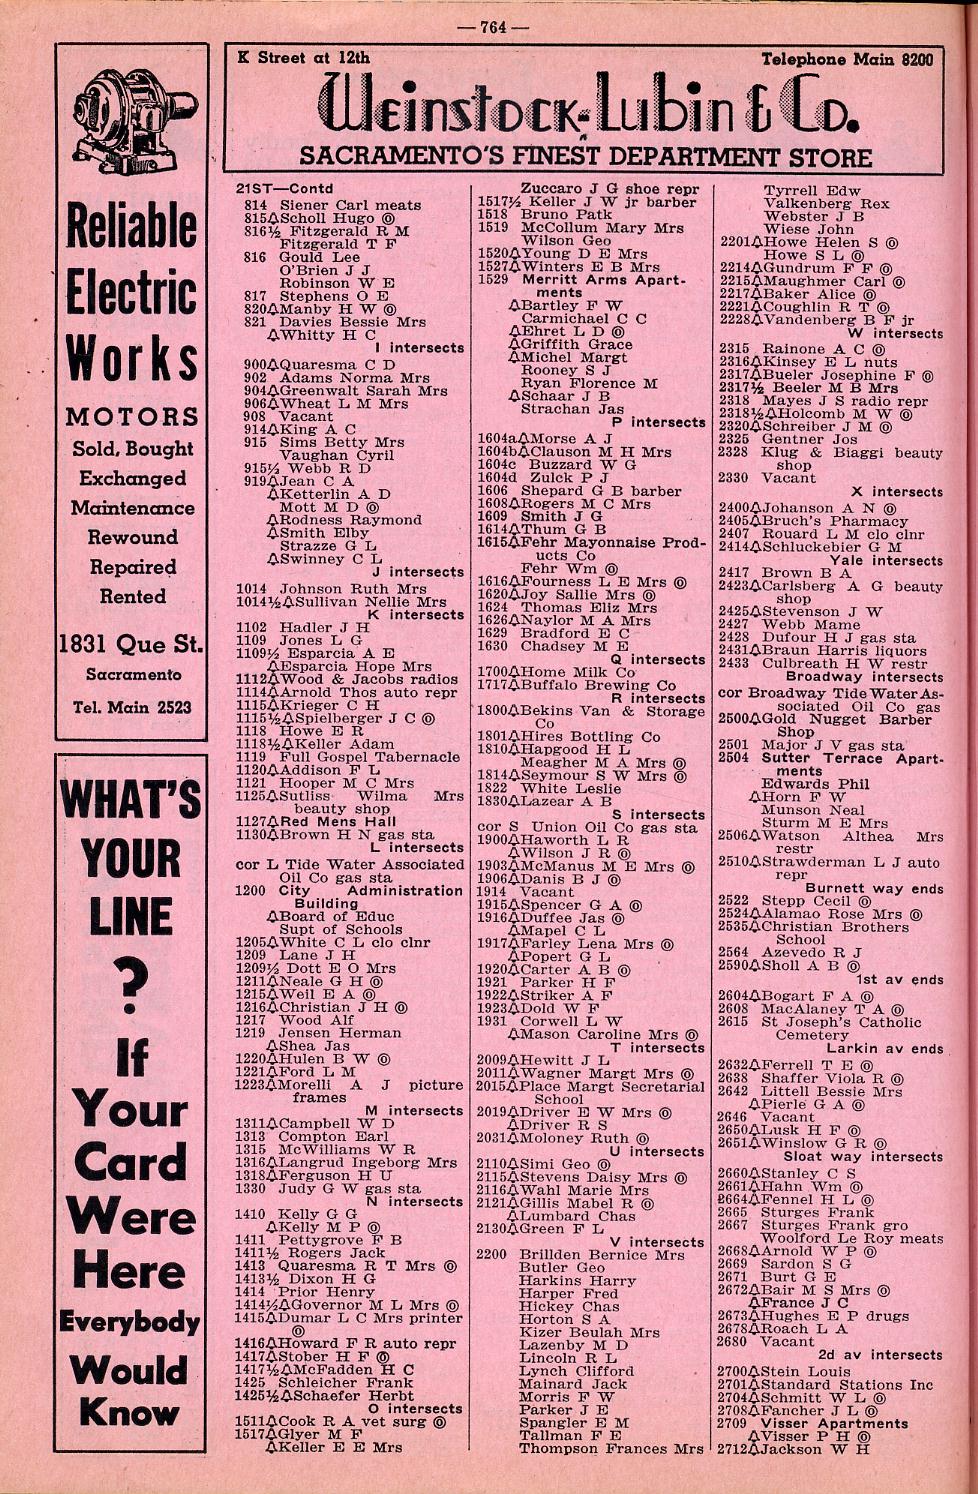 — 764 —
Reliable
Electric
Works
MOTORS
Sold, Bought
Exchanged
Maintenance
Rewound
Repaired
Rented
1831 Que St.
Sacramento
Tel. Main 2523
WHAT'S
YOUR
LINE
?
If
Your
Card
Were
Here
Everybody
Would
Know
K Street at 12th
Telephone Main 8200
Weinstock-Lubin & Co.
SACRAMENTO'S FINEST DEPARTMENT STORE
21ST—Contd
814 Siener Carl meats
815△Scholl Hugo ⓞ
816½ Fitzgerald R M
Fitzgerald T F
816 Gould Lee
O'Brien J J
Robinson W E
817 Stephens O E
820△Manby H W ⓞ
821 Davies Bessie Mrs
△Whitty H C
I intersects
900△Quaresma C D
902 Adams Norma Mrs
904△Greenwalt Sarah Mrs
906△Wheat L M Mrs
908 Vacant
914△King A C
915 Sims Betty Mrs
Vaughan Cyril
915½ Webb R D
919△Jean C A
△Ketterlin A D
Mott M D ⓞ
△Rodness Raymond
△Smith Elby
Strazze G L
△Swinney C L
J intersects
1014 Johnson Ruth Mrs
1014½△Sullivan Nellie Mrs
K intersects
1102 Hadler J H
1109 Jones L G
1109½ Esparcia A E
△Esparcia Hope Mrs
1112△Wood & Jacobs radios
1114△Arnold Thos auto repr
1115△Krieger C H
1115½△Spielberger J C ⓞ
1118 Howe E R
1118½△Keller Adam
1119 Full Gospel Tabernacle
1120△Addison F L
1121 Hooper M C Mrs
1125△Sutliss Wilma Mrs
beauty shop
1127△Red Mens Hall
1130△Brown H N gas sta
L intersects
cor L Tide Water Associated
Oil Co gas sta
1200 City Administration
Building
△Board of Educ
Supt of Schools
1205△White C L clo clnr
1209 Lane J H
1209½ Dott E O Mrs
1211△Neale G H ⓞ
1215△Weil E A ⓞ
1216△Christian J H ⓞ
1217 Wood Alf
1219 Jensen Herman
△Shea Jas
1220△Hulen B W ⓞ
1221△Ford L M
1223△Morelli A J picture
frames
M intersects
1311△Campbell W D
1313 Compton Earl
1315 McWilliams W R
1316△Langrud Ingeborg Mrs
1318△Ferguson H U
1330 Judy G W gas sta
N intersects
1410 Kelly G G
△Kelly M P ⓞ
1411 Pettygrove F B
1411½ Rogers Jack
1413 Quaresma R T Mrs ⓞ
1413½ Dixon H G
1414 Prior Henry
1414½△Governor M L Mrs ⓞ
1415△Dumar L C Mrs printer
ⓞ
1416△Howard F R auto repr
1417△Stober H F ⓞ
1417½△McFadden H C
1425 Schleicher Frank
1425½△Schaefer Herbt
O intersects
1511△Cook R A vet surg ⓞ
1517△Glyer M F
△Keller E E Mrs
Zuccaro J G shoe repr
1517½ Keller J W jr barber
1518 Bruno Patk
1519 McCollum Mary Mrs
Wilson Geo
1520△Young D E Mrs
1527△Winters E B Mrs
1529 Merritt Arms Apart-
ments
△Bartley F W
Carmichael C C
△Ehret L D ⓞ
△Griffith Grace
△Michel Margt
Rooney S J
Ryan Florence M
△Schaar J B
Strachan Jas
P intersects
1604a△Morse A J
1604b△Clauson M H Mrs
1604c Buzzard W G
1604d Zulck P J
1606 Shepard G B barber
1608△Rogers M C Mrs
1609 Smith J G
1614△Thum G B
1615△Fehr Mayonnaise Prod-
ucts Co
Fehr Wm ⓞ
1616△Fourness L E Mrs ⓞ
1620△Joy Sallie Mrs ⓞ
1624 Thomas Eliz Mrs
1626△Naylor M A Mrs
1629 Bradford E C
1630 Chadsey M E
Q intersects
1700△Home Milk Co
1717△Buffalo Brewing Co
R intersects
1800△Bekins Van & Storage
Co
1801△Hires Bottling Co
1810△Hapgood H L
Meagher M A Mrs ⓞ
1814△Seymour S W Mrs ⓞ
1822 White Leslie
1830△Lazear A B
S intersects
cor S Union Oil Co gas sta
1900△Haworth L R
△Wilson J R ⓞ
1903△McManus M E Mrs ⓞ
1906△Danis B J ⓞ
1914 Vacant
1915△Spencer G A ⓞ
1916△Duffee Jas ⓞ
△Mapel C L
1917△Farley Lena Mrs ⓞ
△Popert G L
1920△Carter A B ⓞ
1921 Parker H F
1922△Striker A F
1923△Dold W F
1931 Corwell L W
△Mason Caroline Mrs ⓞ
T intersects
2009△Hewitt J L
2011△Wagner Margt Mrs ⓞ
2015△Place Margt Secretarial
School
2019△Driver E W Mrs ⓞ
△Driver R S
2031△Moloney Ruth ⓞ
U intersects
2110△Simi Geo ⓞ
2115△Stevens Daisy Mrs ⓞ
2116△Wahl Marie Mrs
2121△Gillis Mabel R ⓞ
△Lumbard Chas
2130△Green F L
V intersects
2200 Brillden Bernice Mrs
Butler Geo
Harkins Harry
Harper Fred
Hickey Chas
Horton S A
Kizer Beulah Mrs
Lazenby M D
Lincoln R L
Lynch Clifford
Mainard Jack
Morris F W
Parker J E
Spangler E M
Tallman F E
Thompson Frances Mrs
Tyrrell Edw
Valkenberg Rex
Webster J B
Wiese John
2201△Howe Helen S ⓞ
Howe S L ⓞ
2214△Gundrum F F ⓞ
2215△Maughmer Carl ⓞ
2217△Baker Alice ⓞ
2221△Coughlin R T ⓞ
2228△Vandenberg B F jr
W intersects
2315 Rainone A C ⓞ
2316△Kinsey E L nuts
2317△Bueler Josephine F ⓞ
2317½ Beeler M B Mrs
2318 Mayes J S radio repr
2318½△Holcomb M W ⓞ
2320△Schreiber J M ⓞ
2325 Gentner Jos
2328 Klug & Biaggi beauty
shop
2330 Vacant
X intersects
2400△Johanson A N ⓞ
2405△Bruch's Pharmacy
2407 Rouard L M clo clnr
2414△Schluckebier G M
Yale intersects
2417 Brown B A
2423△Carlsberg A G beauty
shop
2425△Stevenson J W
2427 Webb Mame
2428 Dufour H J gas sta
2431△Braun Harris liquors
2433 Culbreath H W restr
Broadway intersects
cor Broadway Tide Water As-
sociated Oil Co gas
2500△Gold Nugget Barber
Shop
2501 Major J V gas sta
2504 Sutter Terrace Apart-
ments
Edwards Phil
△Horn F W
Munson Neal
Sturm M E Mrs
2506△Watson Althea Mrs
restr
2510△Strawderman L J auto
repr
Burnett way ends
2522 Stepp Cecil ⓞ
2524△Alamao Rose Mrs ⓞ
2535△Christian Brothers
School
2564 Azevedo R J
2590△Sholl A B ⓞ
1st av ends
2604△Bogart F A ⓞ
2608 MacAlaney T A ⓞ
2615 St Joseph's Catholic
Cemetery
Larkin av ends
2632△Ferrell T E ⓞ
2638 Shaffer Viola R ⓞ
2642 Littell Bessie Mrs
△Pierle G A ⓞ
2646 Vacant
2650△Lusk H F ⓞ
2651△Winslow G R ⓞ
Sloat way intersects
2660△Stanley C S
2661△Hahn Wm ⓞ
2664△Fennel H L ⓞ
2665 Sturges Frank
2667 Sturges Frank gro
Woolford Le Roy meats
2668△Arnold W P ⓞ
2669 Sardon S G
2671 Burt G E
2672△Bair M S Mrs ⓞ
△France J C
2673△Hughes E P drugs
2678△Roach L A
2680 Vacant
2d av intersects
2700△Stein Louis
2701△Standard Stations Inc
2704△Schmitt W L ⓞ
2708△Fancher J L ⓞ
2709 Visser Apartments
△Visser P H ⓞ
2712△Jackson W H